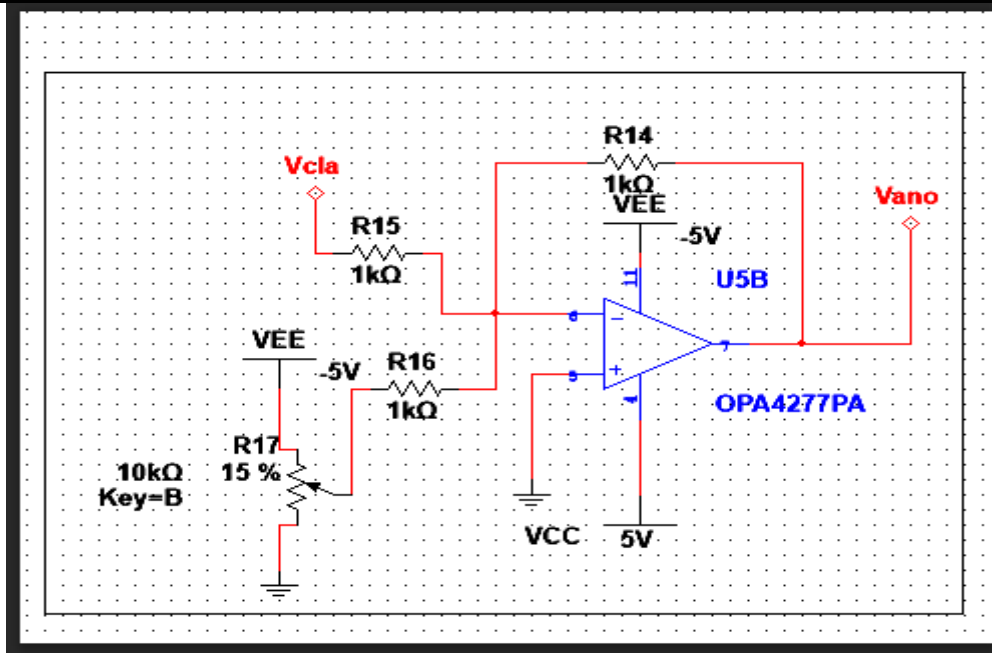 R14
1kΩ
VEE
-5V
Vcla
R15
1kΩ
Vano
11
U5B
6
−
7
VEE
-5V
R16
1kΩ
5
+
4
OPA4277PA
R17
10kΩ
15 %
Key=B
VCC
5V